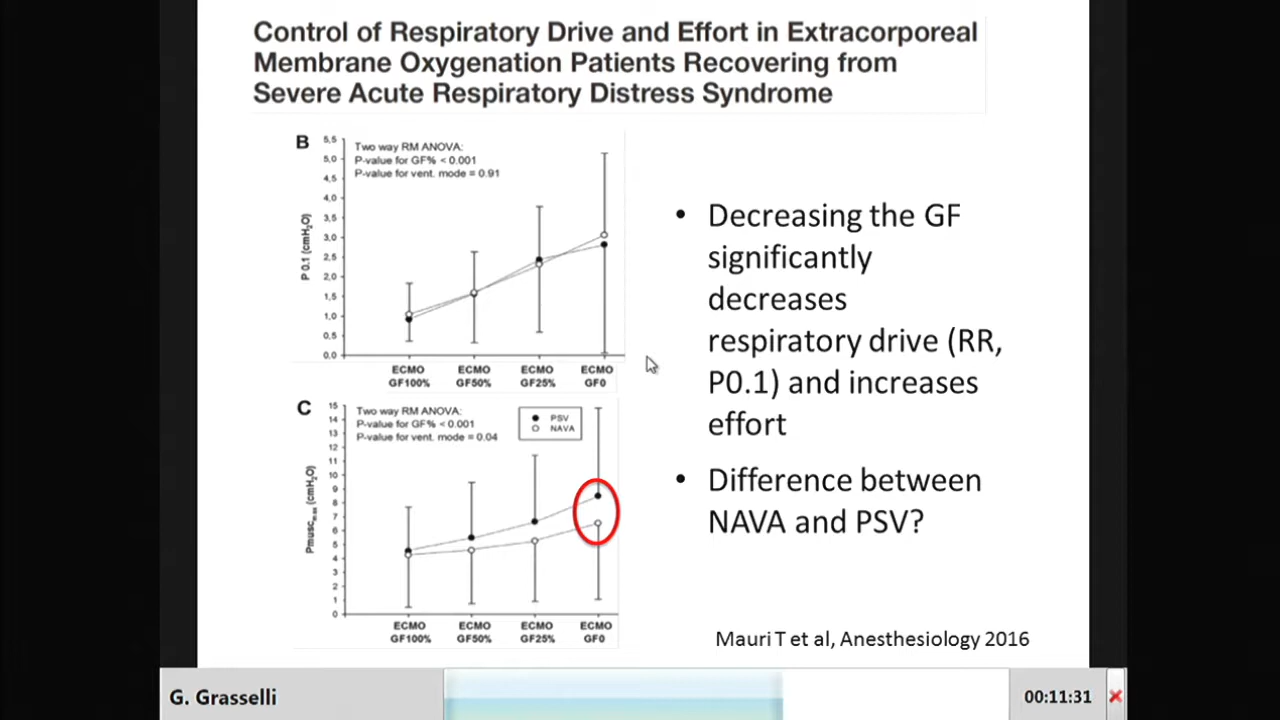 Control of Respiratory Drive and Effort in Extracorporeal
Membrane Oxygenation Patients Recovering from
Severe Acute Respiratory Distress Syndrome
B
Two way RM ANOVA:
P-value for GF% < 0.001
P-value for vent. mode = 0.91
P 0.1 (cmH2O)
5,5
5,0
4,5
4,0
3,5
3,0
2,5
2,0
1,5
1,0
0,5
0,0
ECMO GF100%
ECMO GF50%
ECMO GF25%
ECMO GF0
C
Two way RM ANOVA:
P-value for GF% < 0.001
P-value for vent. mode = 0.04
PSV
NAVA
Pmuscmax (cmH2O)
15
14
13
12
11
10
9
8
7
6
5
4
3
2
1
0
ECMO GF100%
ECMO GF50%
ECMO GF25%
ECMO GF0
• Decreasing the GF
significantly
decreases
respiratory drive (RR,
P0.1) and increases
effort
• Difference between
NAVA and PSV?
Mauri T et al, Anesthesiology 2016
G. Grasselli
00:11:31